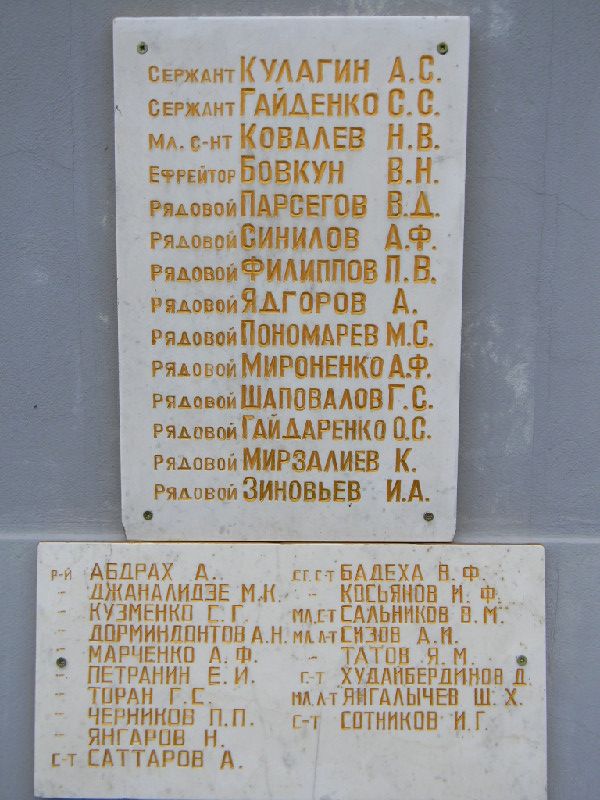 Сержант Кулагин А.С.
Сержант Гайденко С.С.
Мл. с-нт Ковалев Н.В.
Ефрейтор Бовкун В.Н.
Рядовой Парсегов В.Д.
Рядовой Синилов А.Ф.
Рядовой Филиппов П.В.
Рядовой Ядгоров А.
Рядовой Пономарев М.С.
Рядовой Мироненко А.Ф.
Рядовой Шаповалов Г.С.
Рядовой Гайдаренко О.С.
Рядовой Мирзалиев К.
Рядовой Зиновьев И.А.
р-й АБДРАХ А.
- ДЖАНАЛИДЗЕ М.К.
- КУЗМЕНКО С.Г.
- ДОРМИНДОНТОВ А.Н.
- МАРЧЕНКО А.Ф.
- ПЕТРАНИН Е.И.
- ТОРАН Г.С.
- ЧЕРНИКОВ П.П.
- ЯНГАРОВ Н.
с-т САТТАРОВ А.
ст.с-т БАДЕХА В.Ф.
- КОСЬЯНОВ И.Ф.
мл.ст САЛЬНИКОВ В.М.
мл.л-т СИЗОВ А.И.
- ТАТОВ Я.М.
с-т ХУДАЙБЕРДИНОВ Д.
мл.лт ЯНГАЛЫЧЕВ Ш.Х.
с-т СОТНИКОВ И.Г.